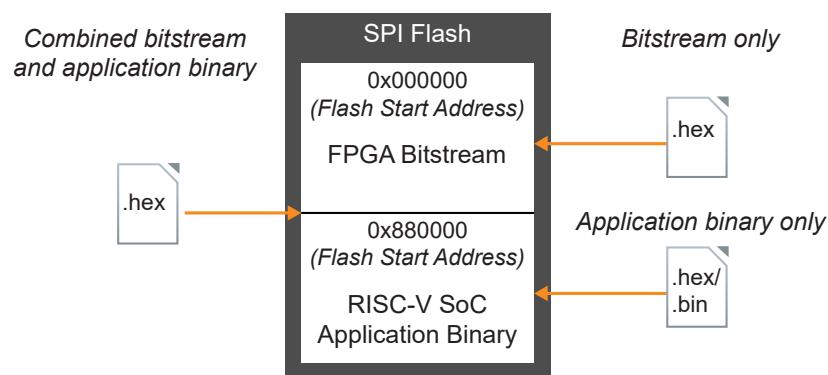 Combined bitstream
and application binary
.hex
SPI Flash
0x000000
(Flash Start Address)
FPGA Bitstream
0x880000
(Flash Start Address)
RISC-V SoC
Application Binary
Bitstream only
.hex
Application binary only
.hex/
.bin